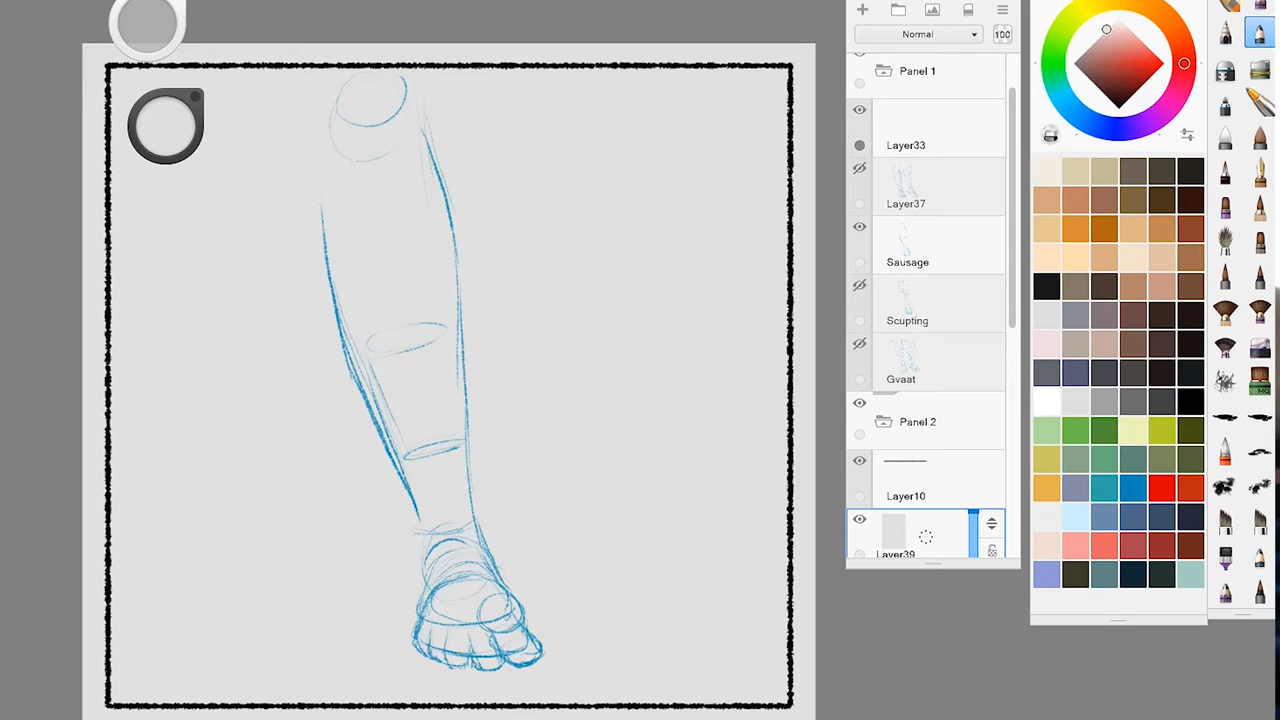 Normal
100
Panel 1
Layer33
Layer37
Sausage
Scupting
Gvaat
Panel 2
Layer10
Layer39